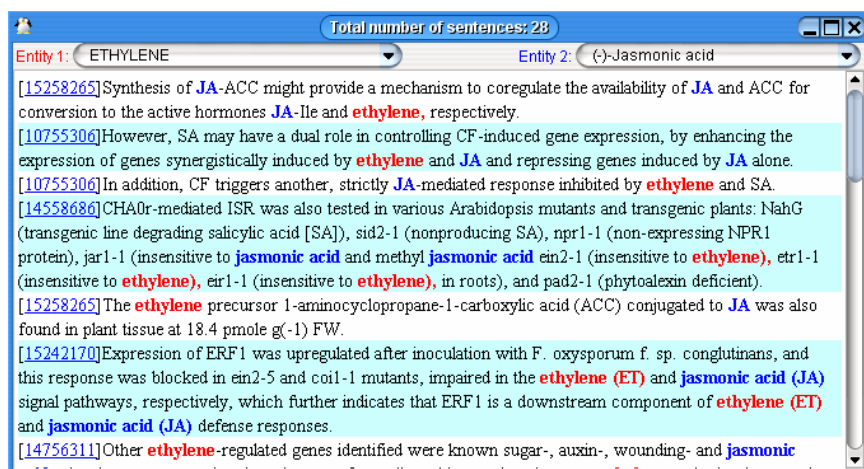 Total number of sentences: 28
Entity 1: ETHYLENE Entity 2: (-)-Jasmonic acid
[15258265]Synthesis of JA-ACC might provide a mechanism to coregulate the availability of JA and ACC for
conversion to the active hormones JA-Ile and ethylene, respectively.
[10755306]However, SA may have a dual role in controlling CF-induced gene expression, by enhancing the
expression of genes synergistically induced by ethylene and JA and repressing genes induced by JA alone.
[10755306]In addition, CF triggers another, strictly JA-mediated response inhibited by ethylene and SA.
[14558686]CHA0r-mediated ISR was also tested in various Arabidopsis mutants and transgenic plants: NahG
(transgenic line degrading salicylic acid [SA]), sid2-1 (nonproducing SA), npr1-1 (non-expressing NPR1
protein), jar1-1 (insensitive to jasmonic acid and methyl jasmonic acid ein2-1 (insensitive to ethylene), etr1-1
(insensitive to ethylene), eir1-1 (insensitive to ethylene), in roots), and pad2-1 (phytoalexin deficient).
[15258265]The ethylene precursor 1-aminocyclopropane-1-carboxylic acid (ACC) conjugated to JA was also
found in plant tissue at 18.4 pmole g(-1) FW.
[15242170]Expression of ERF1 was upregulated after inoculation with F. oxysporum f. sp. conglutinans, and
this response was blocked in ein2-5 and coi1-1 mutants, impaired in the ethylene (ET) and jasmonic acid (JA)
signal pathways, respectively, which further indicates that ERF1 is a downstream component of ethylene (ET)
and jasmonic acid (JA) defense responses.
[14756311]Other ethylene-regulated genes identified were known sugar-, auxin-, wounding- and jasmonic